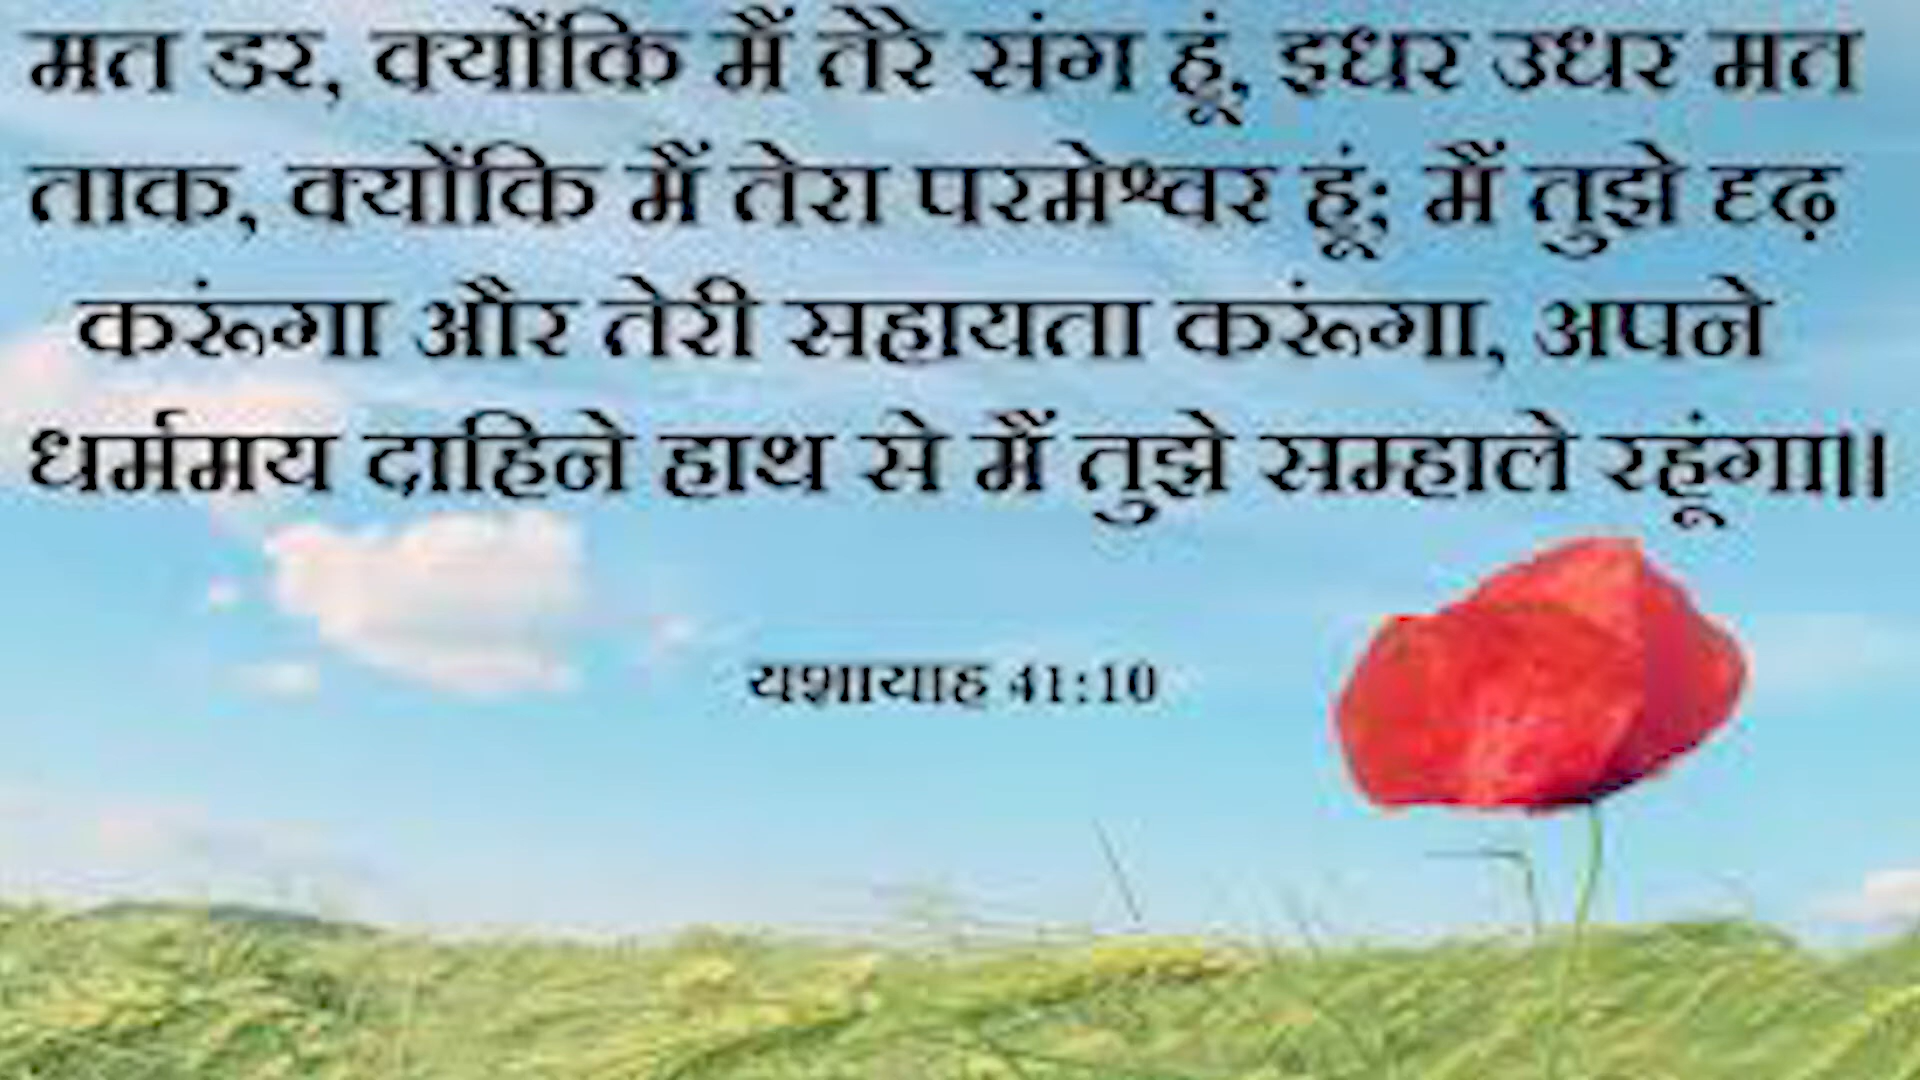 मत डर, क्योंकि मैं तेरे संग हूं, इधर उधर मत
ताक, क्योंकि मैं तेरा परमेश्वर हूं; मैं तुझे दृढ़
करूंगा और तेरी सहायता करूंगा, अपने
धर्ममय दाहिने हाथ से मैं तुझे सम्हाले रहूंगा।।
यशायाह 41:10